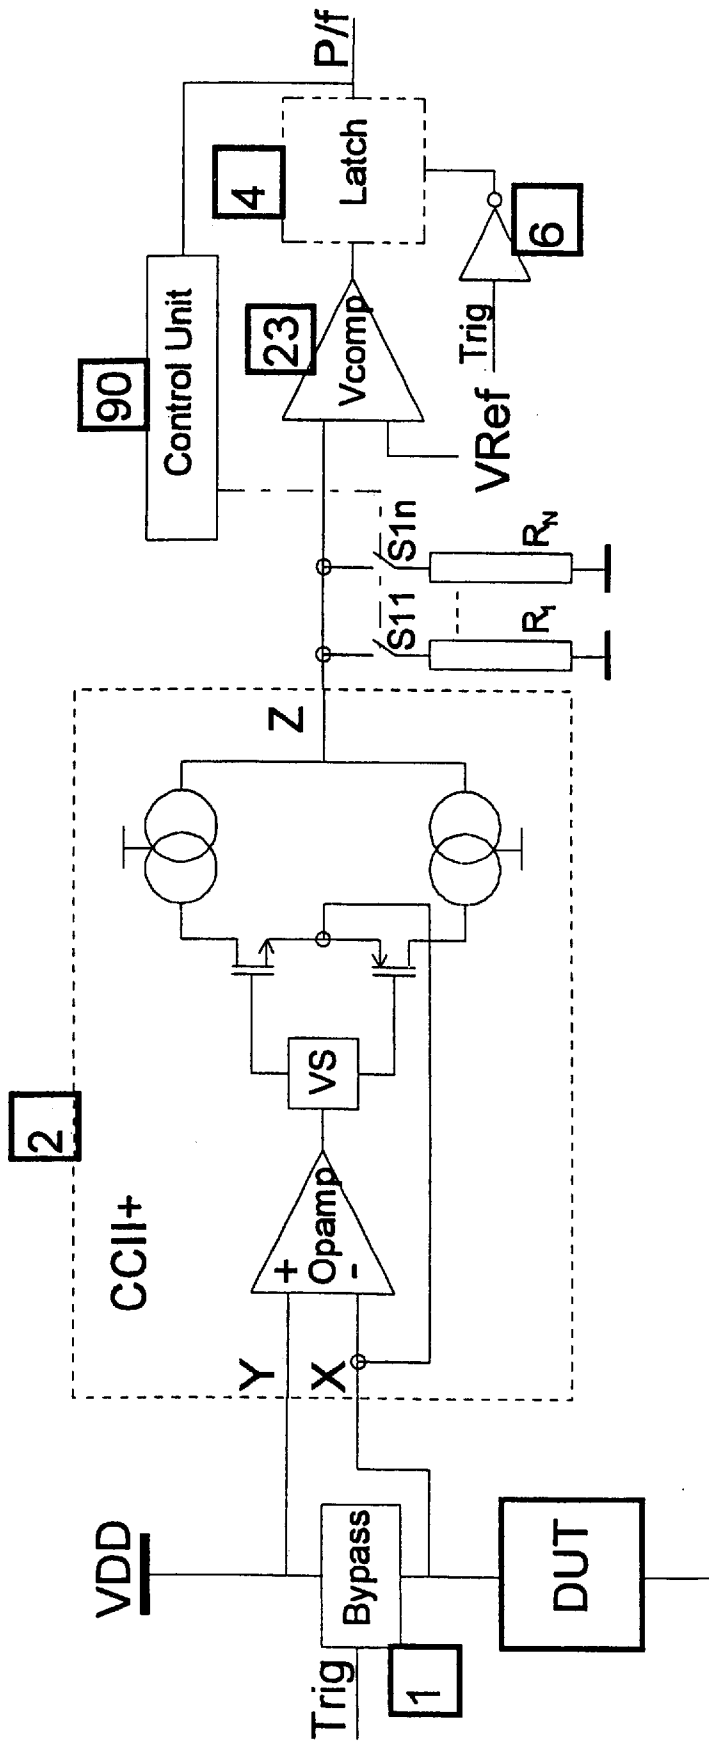 VDD
Trig
Bypass
1
DUT
2
CCII+
Y
X
+
Opamp
-
VS
Z
S11
R1
S1n
RN
90
Control Unit
23
Vcomp
VRef
4
Latch
Trig
6
P/f